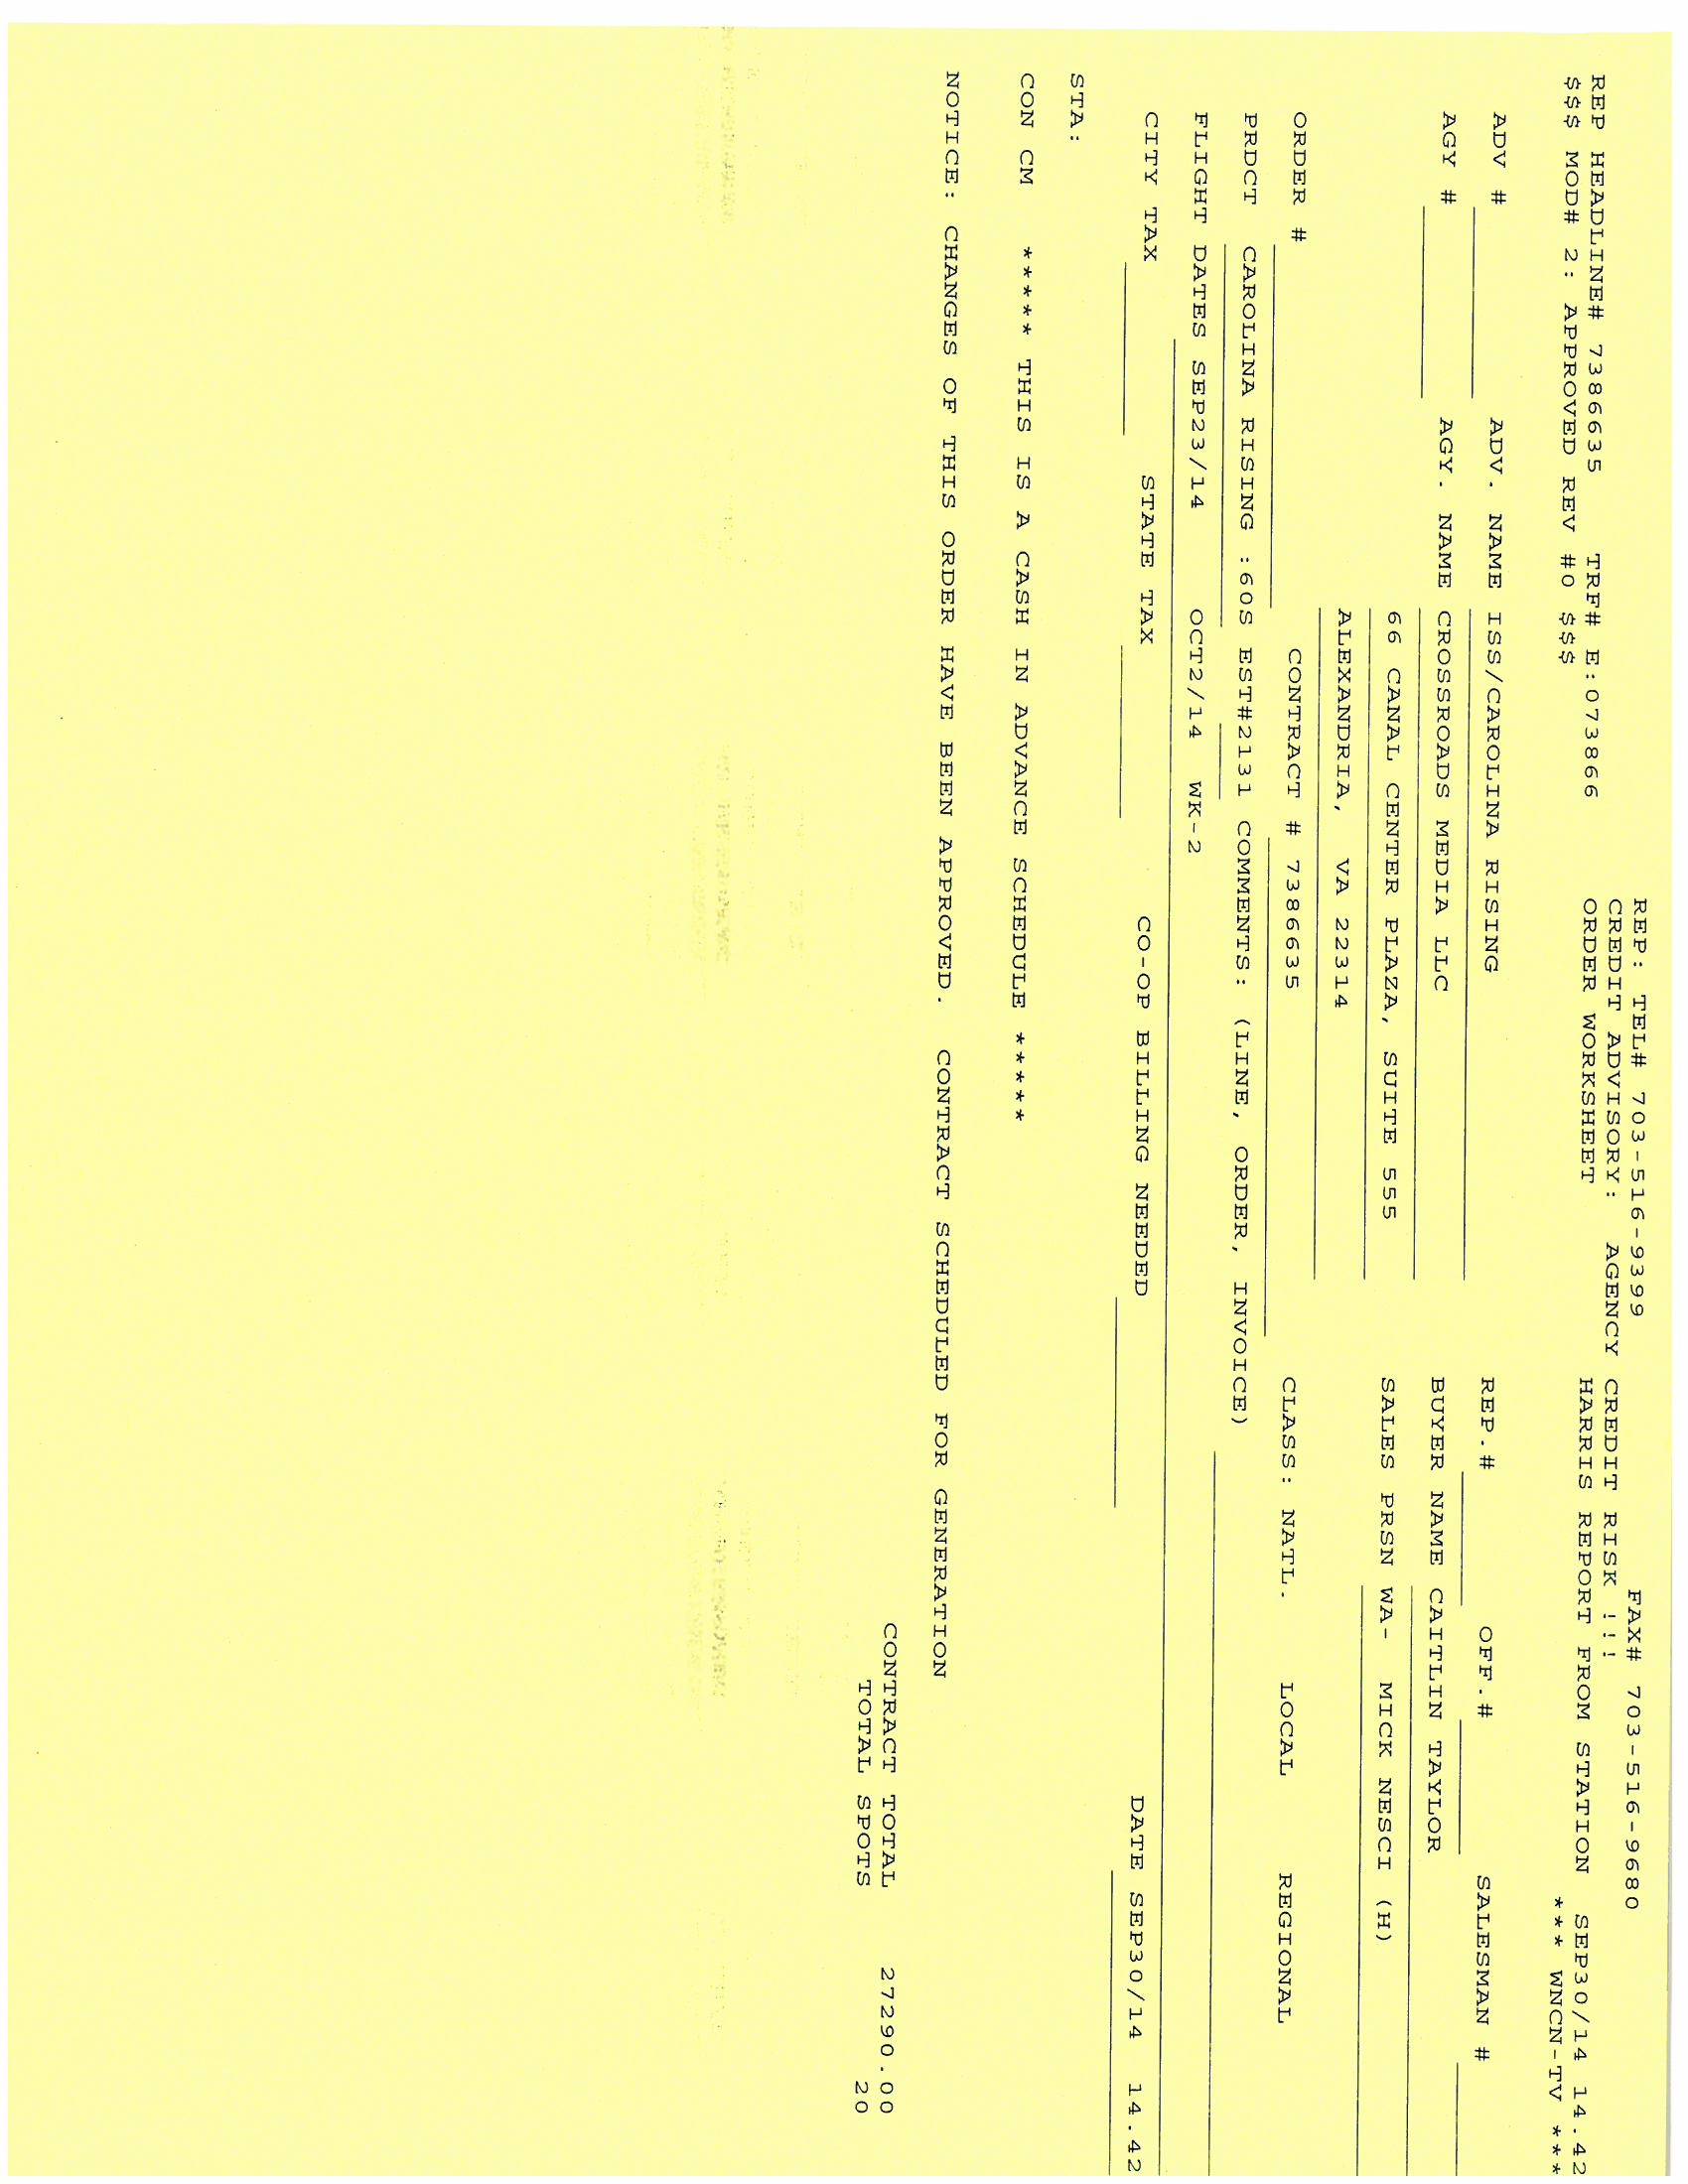 REP: TEL# 703-516-9399 FAX# 703-516-9680
CREDIT ADVISORY: AGENCY CREDIT RISK !!!
REP HEADLINE# 7386635 TRF# E:073866 ORDER WORKSHEET HARRIS REPORT FROM STATION SEP30/14 14.42
$$$ MOD# 2: APPROVED REV #0 $$$ *** WNCN-TV ***
ADV # ADV. NAME ISS/CAROLINA RISING REP.# OFF.# SALESMAN #
AGY # AGY. NAME CROSSROADS MEDIA LLC BUYER NAME CAITLIN TAYLOR
66 CANAL CENTER PLAZA, SUITE 555 SALES PRSN WA- MICK NESCI (H)
ALEXANDRIA, VA 22314
ORDER # CONTRACT # 7386635 CLASS: NATL. LOCAL REGIONAL
PRDCT CAROLINA RISING :60S EST#2131 COMMENTS: (LINE, ORDER, INVOICE)
FLIGHT DATES SEP23/14 OCT2/14 WK-2
CITY TAX STATE TAX CO-OP BILLING NEEDED DATE SEP30/14 14.42
STA:
CON CM ***** THIS IS A CASH IN ADVANCE SCHEDULE *****
NOTICE: CHANGES OF THIS ORDER HAVE BEEN APPROVED. CONTRACT SCHEDULED FOR GENERATION
CONTRACT TOTAL 27290.00
TOTAL SPOTS 20